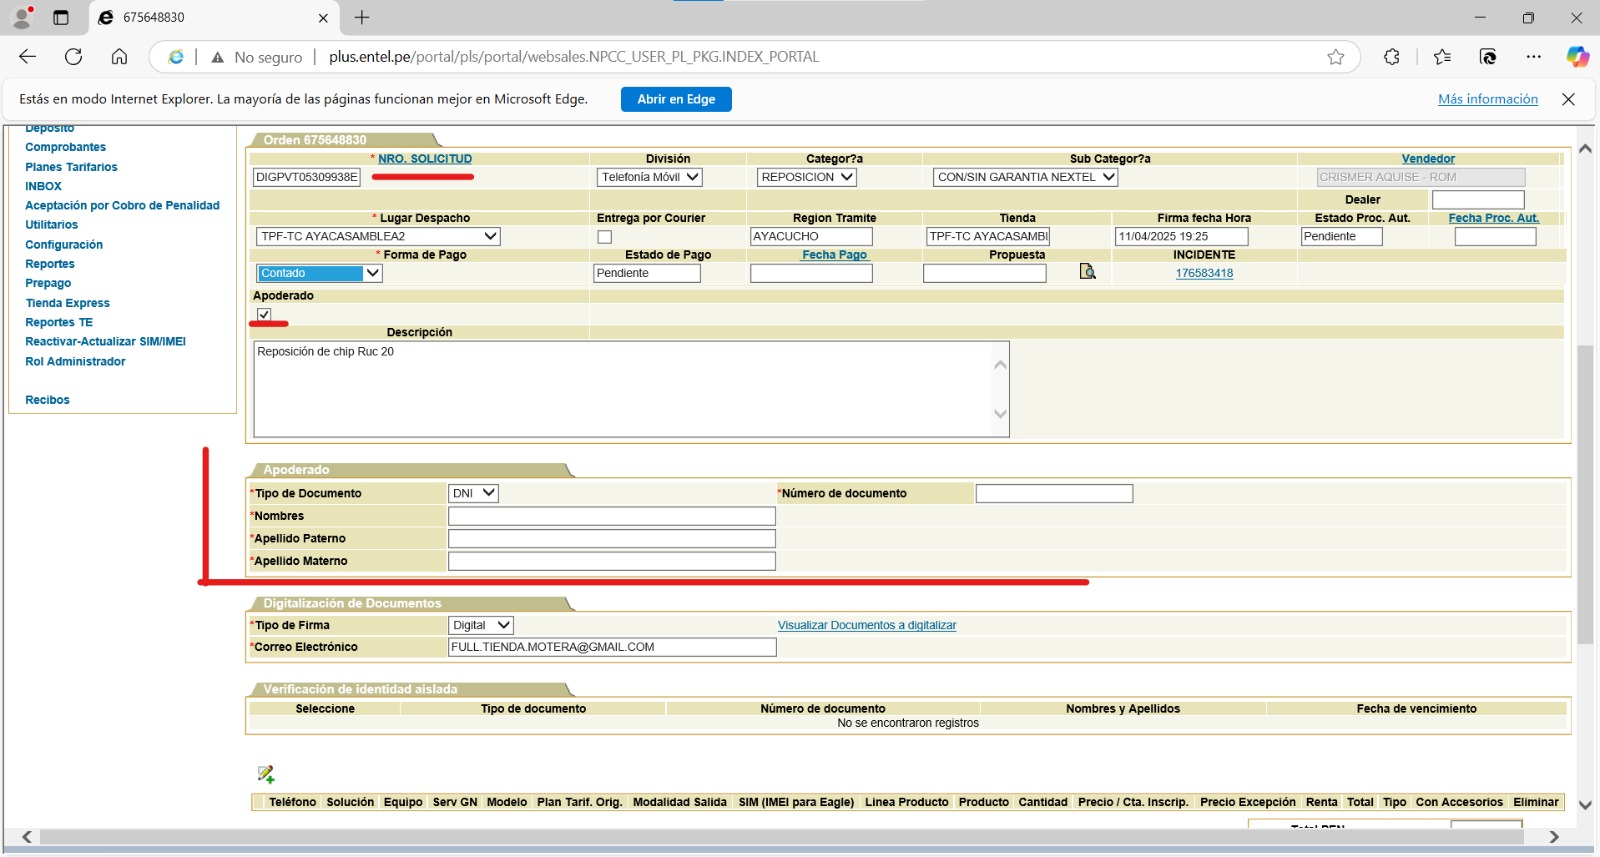 675648830
No seguro
plus.entel.pe/portal/pls/portal/websales.NPCC_USER_PL_PKG.INDEX_PORTAL
Estás en modo Internet Explorer. La mayoría de las páginas funcionan mejor en Microsoft Edge.
Abrir en Edge
Más información
Deposito
Comprobantes
Planes Tarifarios
INBOX
Aceptación por Cobro de Penalidad
Utilitarios
Configuración
Reportes
Prepago
Tienda Express
Reportes TE
Reactivar-Actualizar SIM/IMEI
Rol Administrador
Recibos
Orden 675648830
* NRO. SOLICITUD División Categor?a Sub Categor?a Vendedor
DIGPVT05309938E Telefonía Móvil REPOSICION CON/SIN GARANTIA NEXTEL CRISMER AQUISE - ROM
Dealer
* Lugar Despacho Entrega por Courier Region Tramite Tienda Firma fecha Hora Estado Proc. Aut. Fecha Proc. Aut.
TPF-TC AYACASAMBLEA2 AYACUCHO TPF-TC AYACASAMBI 11/04/2025 19:25 Pendiente
* Forma de Pago Estado de Pago Fecha Pago Propuesta INCIDENTE
Contado Pendiente 176583418
Apoderado
Descripción
Reposición de chip Ruc 20
Apoderado
*Tipo de Documento DNI *Número de documento
*Nombres
*Apellido Paterno
*Apellido Materno
Digitalización de Documentos
*Tipo de Firma Digital Visualizar Documentos a digitalizar
*Correo Electrónico FULL.TIENDA.MOTERA@GMAIL.COM
Verificación de identidad aislada
Seleccione Tipo de documento Número de documento Nombres y Apellidos Fecha de vencimiento
No se encontraron registros
Teléfono Solución Equipo Serv GN Modelo Plan Tarif. Orig. Modalidad Salida SIM (IMEI para Eagle) Linea Producto Producto Cantidad Precio / Cta. Inscrip. Precio Excepción Renta Total Tipo Con Accesorios Eliminar
Total PEN